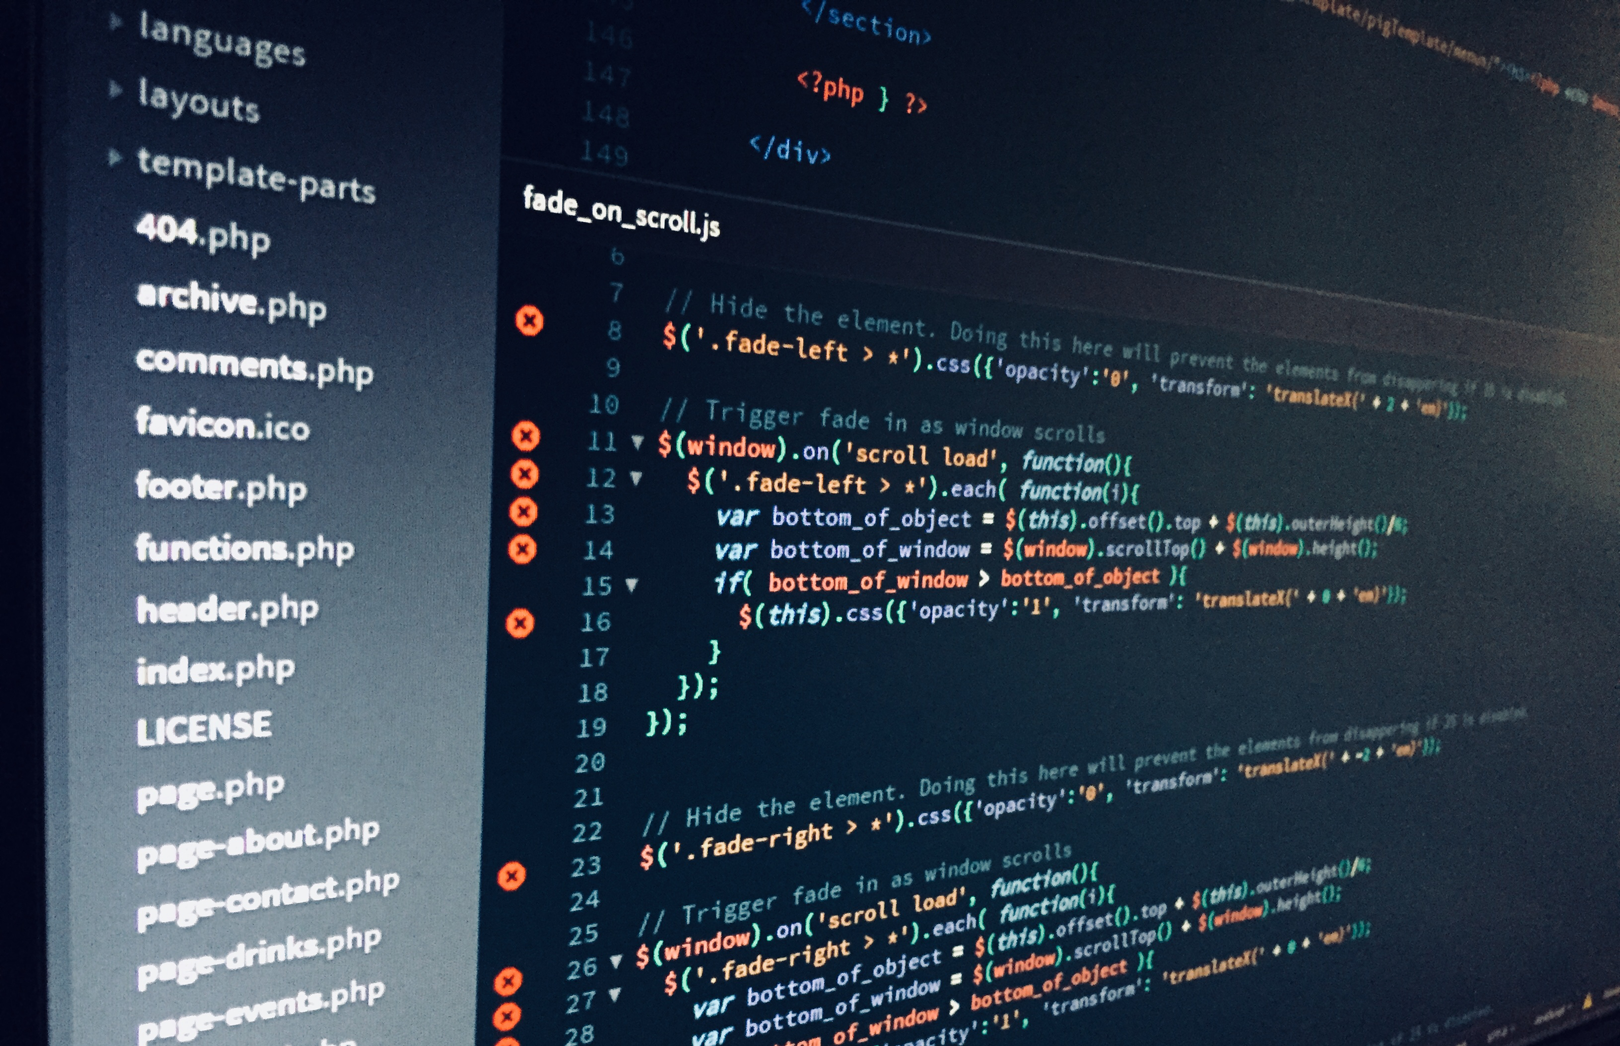 languages
layouts
template-parts
404.php
archive.php
comments.php
favicon.ico
footer.php
functions.php
header.php
index.php
LICENSE
page.php
page-about.php
page-contact.php
page-drinks.php
page-events.php
146 </section>
147 <?php } ?>
148
149 </div>
fade_on_scroll.js
6
7 // Hide the element. Doing this here will prevent the elements from disappering if JS is disabled.
8 $('.fade-left > *').css({'opacity':'0', 'transform': 'translateX(' + 2 + 'em)'});
9
10 // Trigger fade in as window scrolls
11 $(window).on('scroll load', function(){
12 $('.fade-left > *').each( function(i){
13 var bottom_of_object = $(this).offset().top + $(this).outerHeight()/
14 var bottom_of_window = $(window).scrollTop() + $(window).height();
15 if( bottom_of_window > bottom_of_object ){
16 $(this).css({'opacity':'1', 'transform': 'translateX(' + 0 + 'em)'});
17 }
18 });
19 });
20
21
22 // Hide the element. Doing this here will prevent the elements from disappering if JS is disabled.
23 $('.fade-right > *').css({'opacity':'0', 'transform': 'translateX(' + -2 + 'em)'});
24
25 // Trigger fade in as window scrolls
26 $(window).on('scroll load', function(){
27 $('.fade-right > *').each( function(i){
28 var bottom_of_object = $(this).offset().top + $(this).outerHeight()/
var bottom_of_window = $(window).scrollTop() + $(window).height();
bottom_of_window > bottom_of_object ){
'opacity':'1', 'transform': 'translateX(' + 0 + 'em)'});